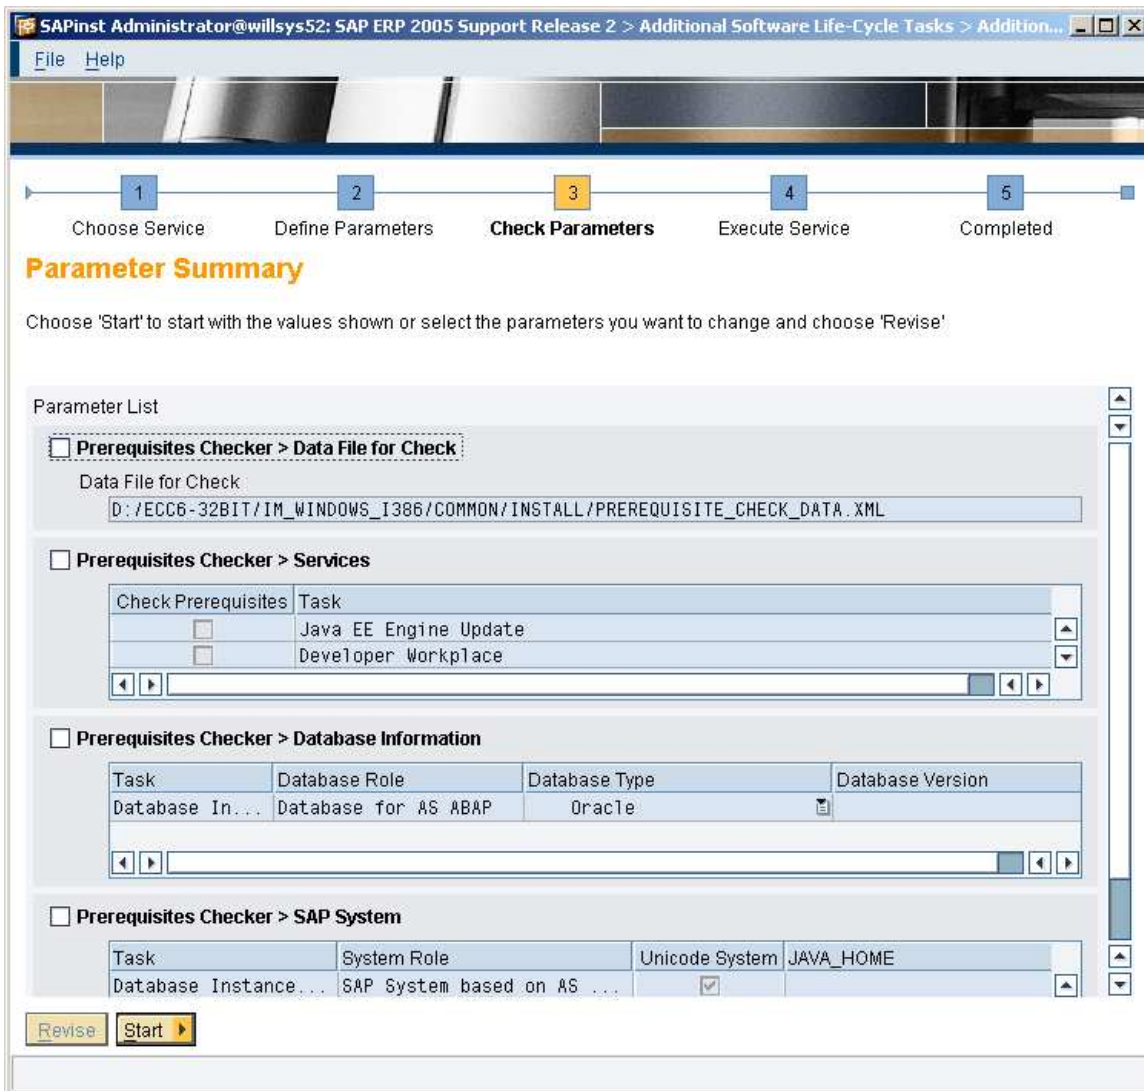 SAPinst Administrator@willsys52: SAP ERP 2005 Support Release 2 > Additional Software Life-Cycle Tasks > Addition...
File Help
1 2 3 4 5
Choose Service Define Parameters Check Parameters Execute Service Completed
Parameter Summary
Choose 'Start' to start with the values shown or select the parameters you want to change and choose 'Revise'
Parameter List
Prerequisites Checker > Data File for Check
Data File for Check
D:/ECC6-32BIT/IM_WINDOWS_I386/COMMON/INSTALL/PREREQUISITE_CHECK_DATA.XML
Prerequisites Checker > Services
Check Prerequisites Task
Java EE Engine Update
Developer Workplace
Prerequisites Checker > Database Information
Task Database Role Database Type Database Version
Database In... Database for AS ABAP Oracle
Prerequisites Checker > SAP System
Task System Role Unicode System JAVA_HOME
Database Instance... SAP System based on AS ...
Revise Start